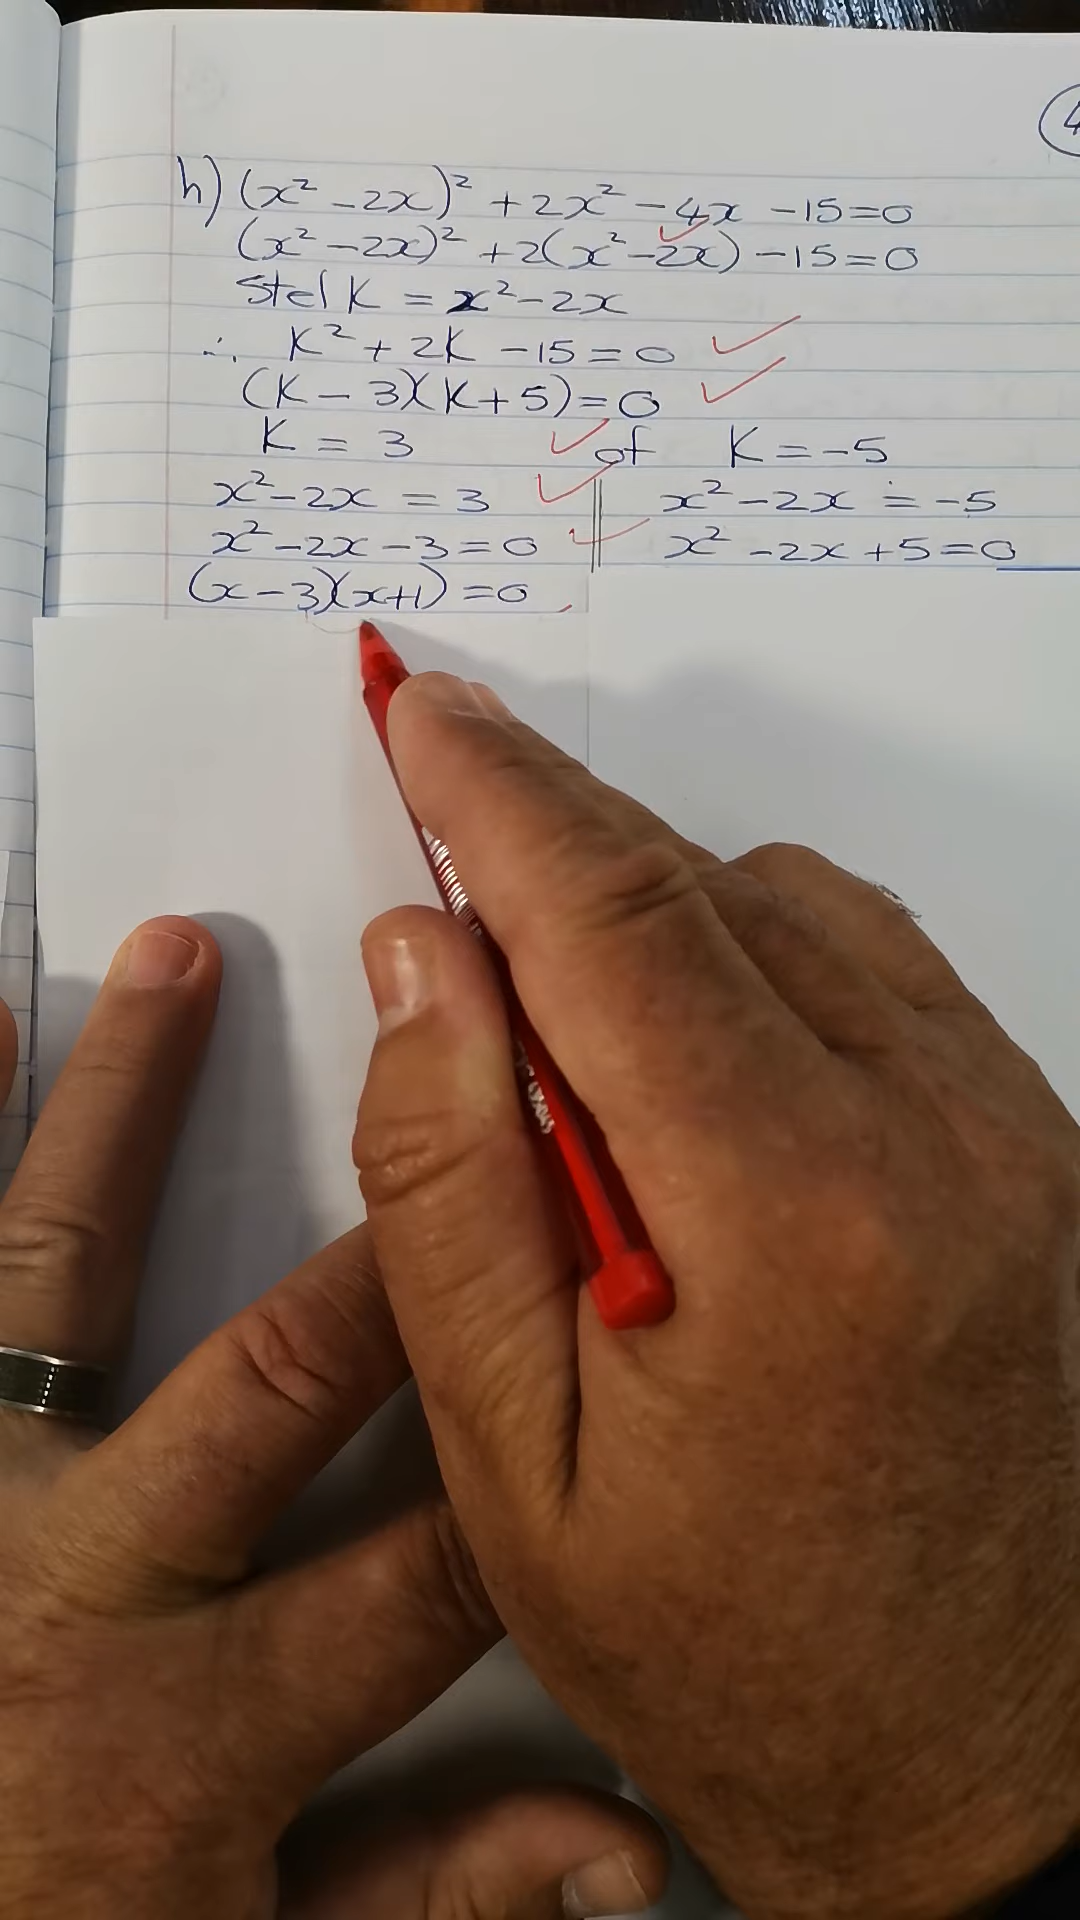 h) (x² - 2x)² + 2x² - 4x - 15 = 0
(x² - 2x)² + 2(x² - 2x) - 15 = 0
Stel K = x² - 2x
∴ K² + 2K - 15 = 0
(K - 3)(K + 5) = 0
K = 3 of K = -5
x² - 2x = 3 x² - 2x = -5
x² - 2x - 3 = 0 x² - 2x + 5 = 0
(x - 3)(x + 1) = 0